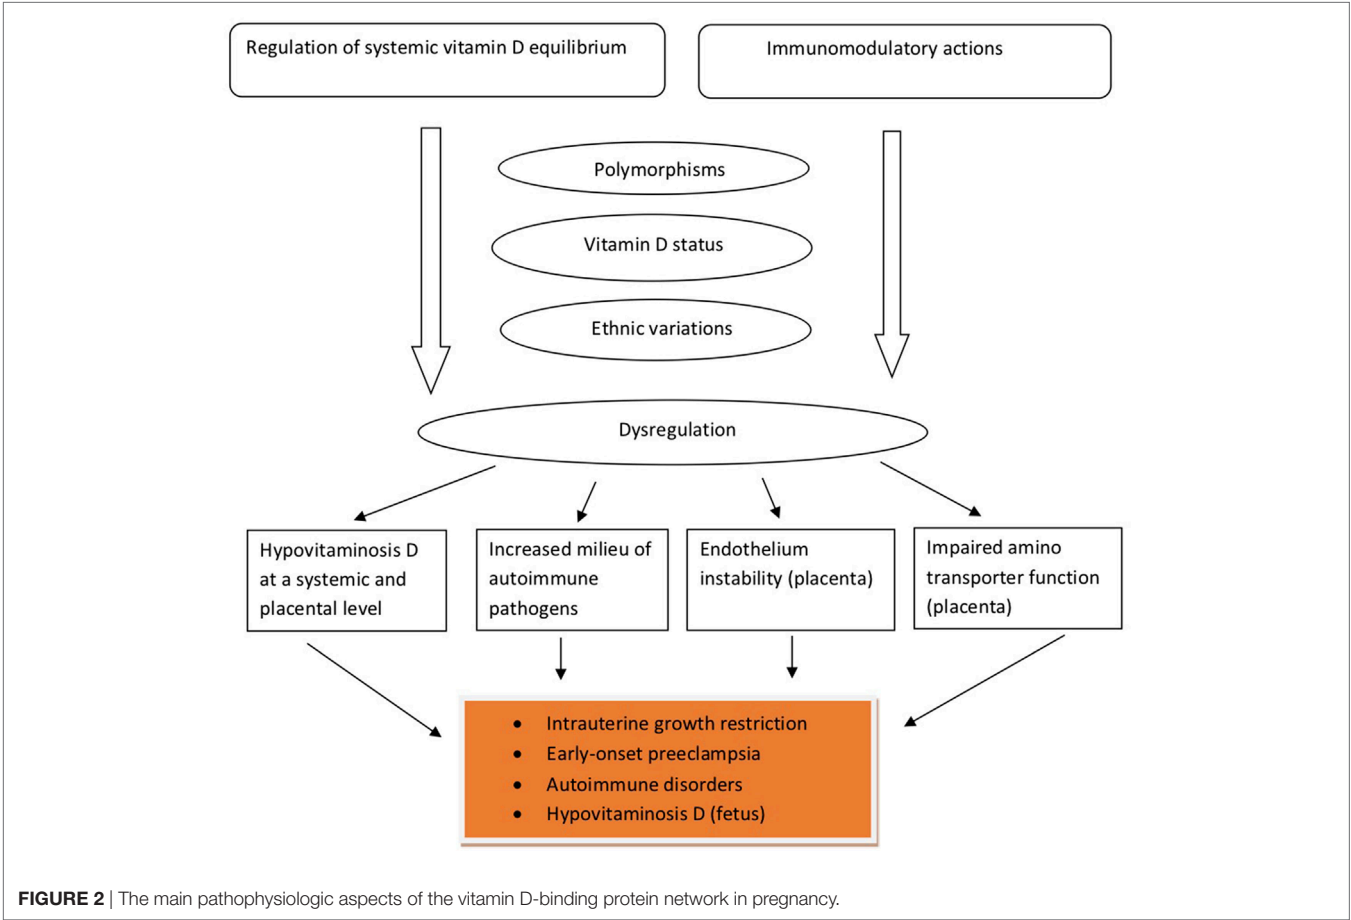 Regulation of systemic vitamin D equilibrium
Immunomodulatory actions
Polymorphisms
Vitamin D status
Ethnic variations
Dysregulation
Hypovitaminosis D
at a systemic and
placental level
Increased milieu of
autoimmune
pathogens
Endothelium
instability (placenta)
Impaired amino
transporter function
(placenta)
• Intrauterine growth restriction
• Early-onset preeclampsia
• Autoimmune disorders
• Hypovitaminosis D (fetus)
FIGURE 2 | The main pathophysiologic aspects of the vitamin D-binding protein network in pregnancy.